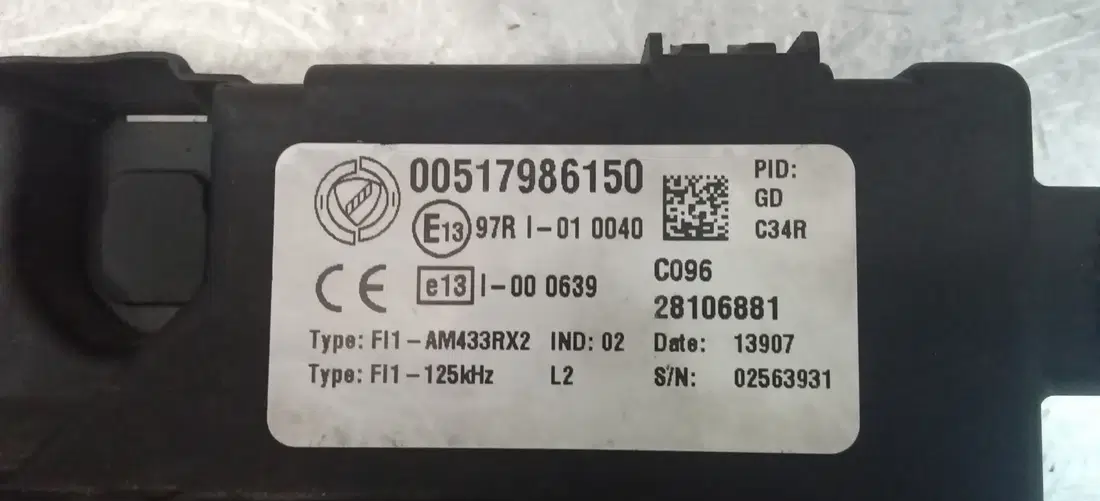 00517986150
E13 97R I-01 0040
CE e13 I-00 0639
Type: FI1-AM433RX2 IND: 02
Type: FI1-125kHz L2
PID:
GD
C34R
C096
28106881
Date: 13907
S/N: 02563931